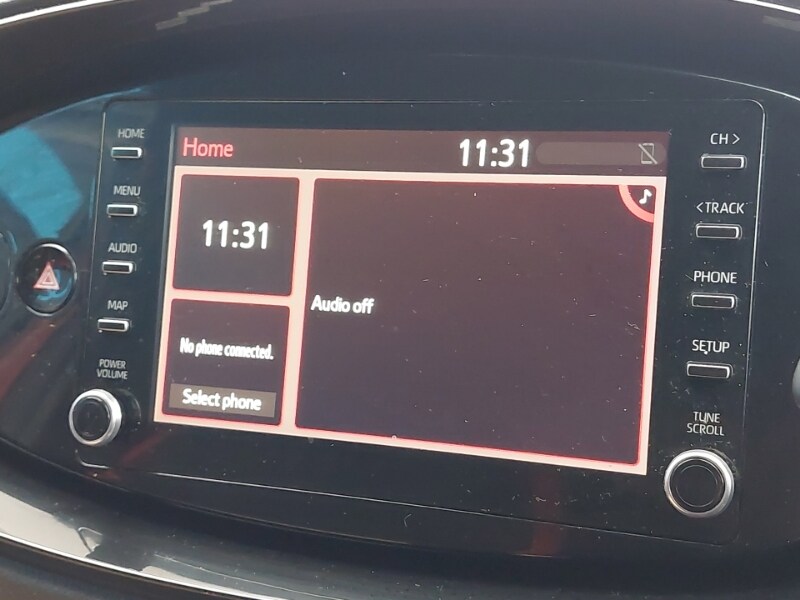 HOME
MENU
AUDIO
MAP
POWER
VOLUME
Home
11:31
11:31
No phone connected.
Select phone
Audio off
CH >
< TRACK
PHONE
SETUP
TUNE
SCROLL